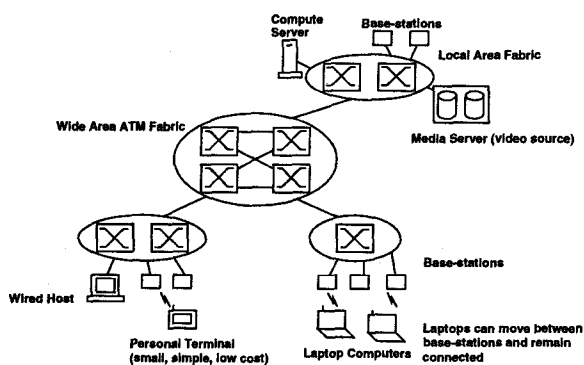 Compute
Server
Base-stations
Local Area Fabric
Wide Area ATM Fabric
Media Server (video source)
Base-stations
Wired Host
Personal Terminal
(small, simple, low cost)
Laptop Computers
Laptops can move between
base-stations and remain
connected